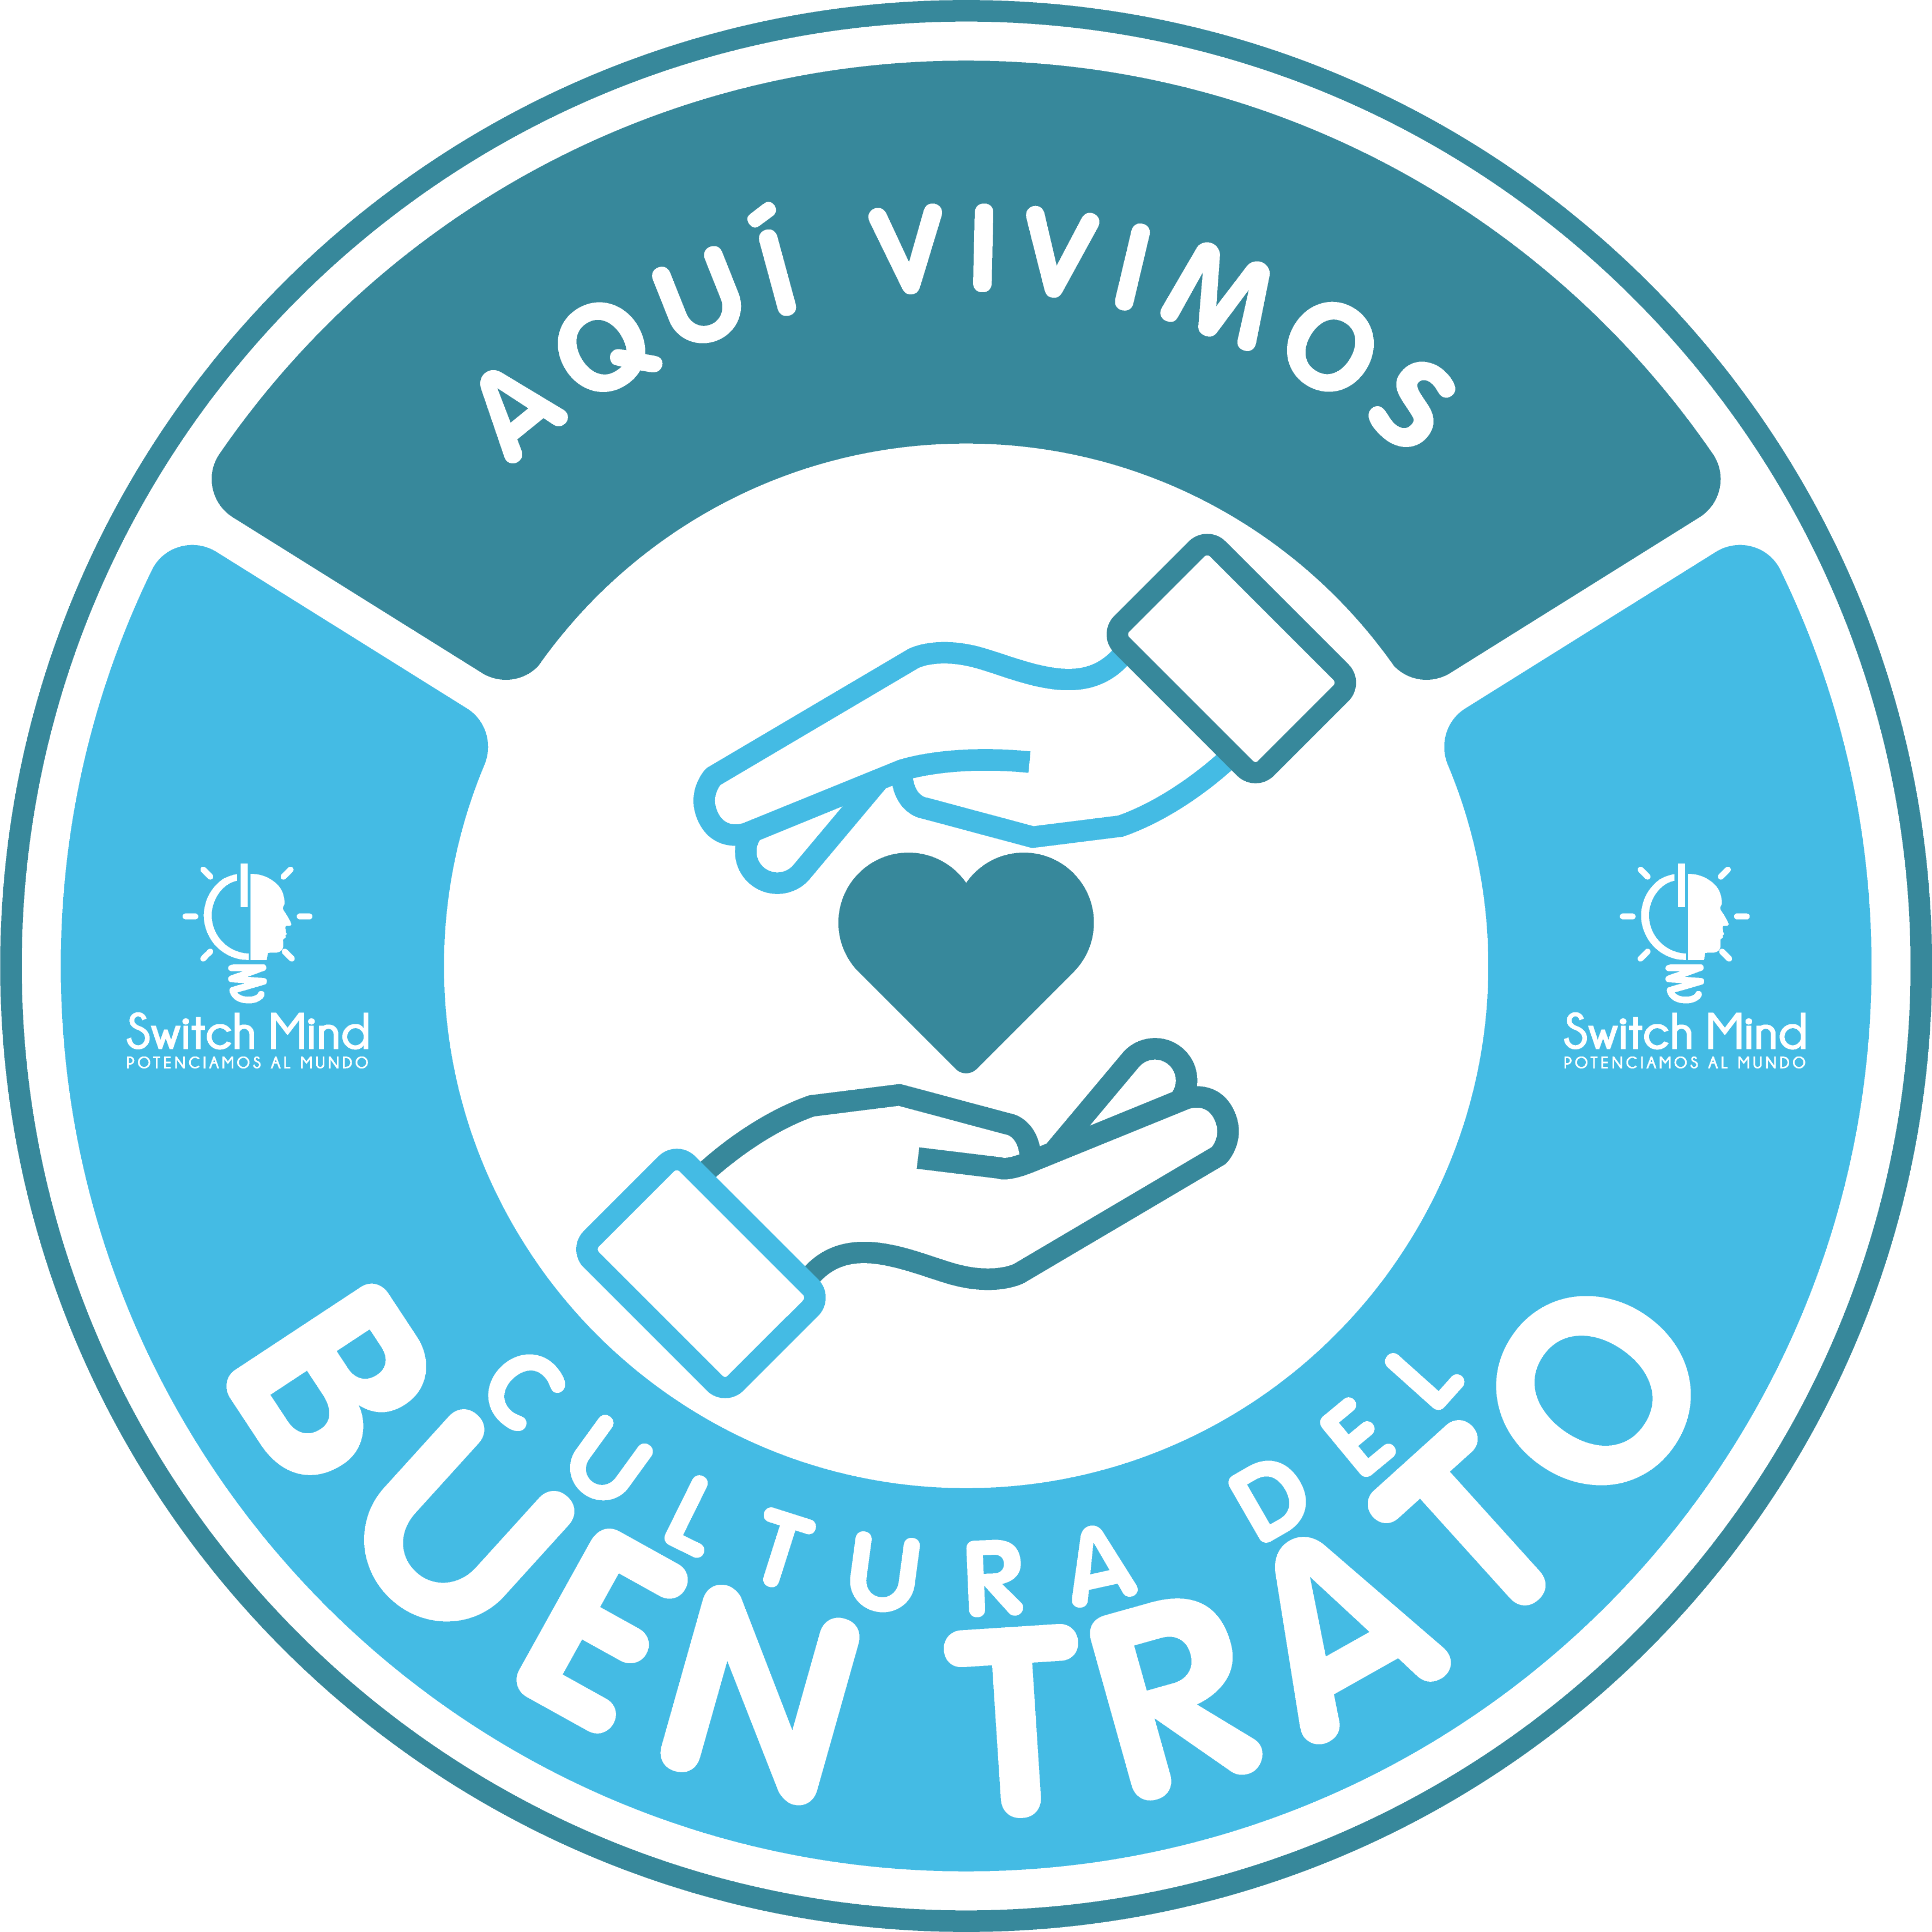 AQUÍ VIVIMOS
Switch Mind
POTENCIAMOS AL MUNDO
Switch Mind
POTENCIAMOS AL MUNDO
CULTURA DEL
BUEN TRATO